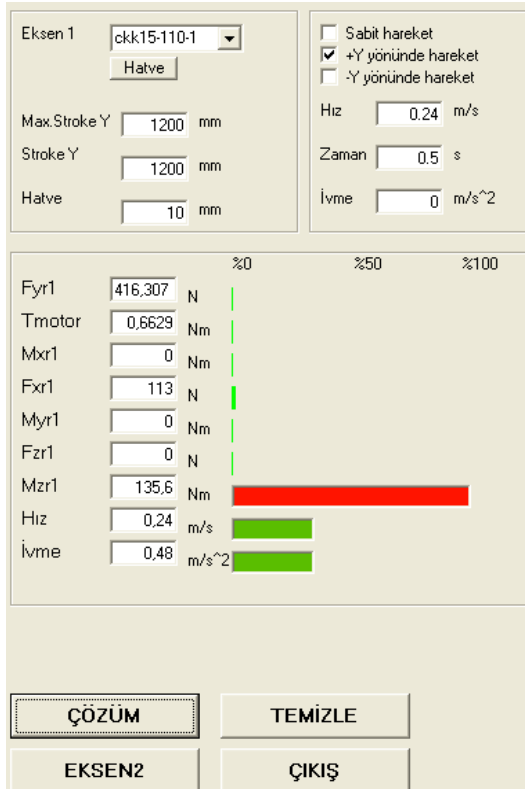 Eksen 1 ckk15-110-1
Hatve
Max.Stroke Y 1200 mm
Stroke Y 1200 mm
Hatve 10 mm
Sabit hareket
+Y yönünde hareket
-Y yönünde hareket
Hız 0.24 m/s
Zaman 0.5 s
İvme 0 m/s^2
%0 %50 %100
Fyr1 416,307 N
Tmotor 0,6629 Nm
Mxr1 0 Nm
Fxr1 113 N
Myr1 0 Nm
Fzr1 0 N
Mzr1 135,6 Nm
Hız 0,24 m/s
İvme 0,48 m/s^2
ÇÖZÜM TEMİZLE
EKSEN2 ÇIKIŞ